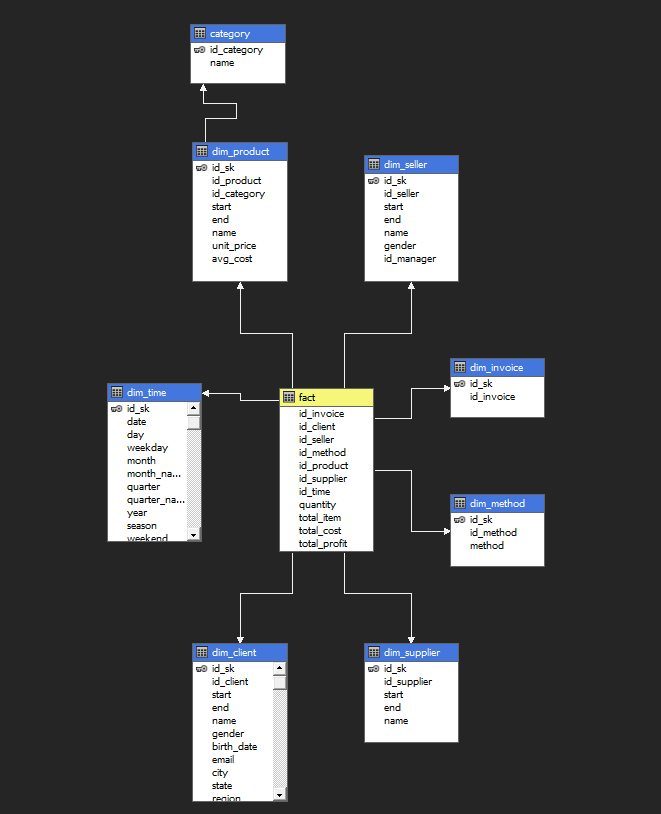 category
id_category
name
dim_product
id_sk
id_product
id_category
start
end
name
unit_price
avg_cost
dim_seller
id_sk
id_seller
start
end
name
gender
id_manager
dim_invoice
id_sk
id_invoice
dim_time
id_sk
date
day
weekday
month
month_na...
quarter
quarter_na...
year
season
weekend
fact
id_invoice
id_client
id_seller
id_method
id_product
id_supplier
id_time
quantity
total_item
total_cost
total_profit
dim_method
id_sk
id_method
method
dim_client
id_sk
id_client
start
end
name
gender
birth_date
email
city
state
region
dim_supplier
id_sk
id_supplier
start
end
name